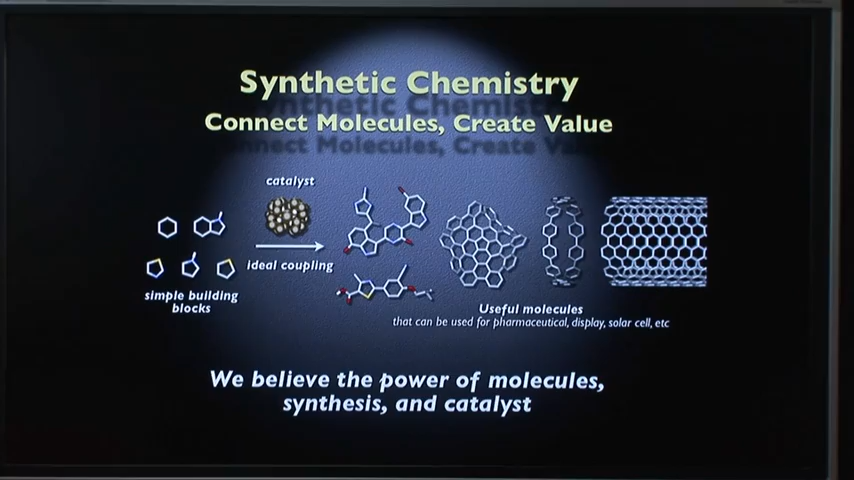 Synthetic Chemistry
Connect Molecules, Create Value
catalyst
ideal coupling
simple building
blocks
Useful molecules
that can be used for pharmaceutical, display, solar cell, etc
We believe the power of molecules,
synthesis, and catalyst